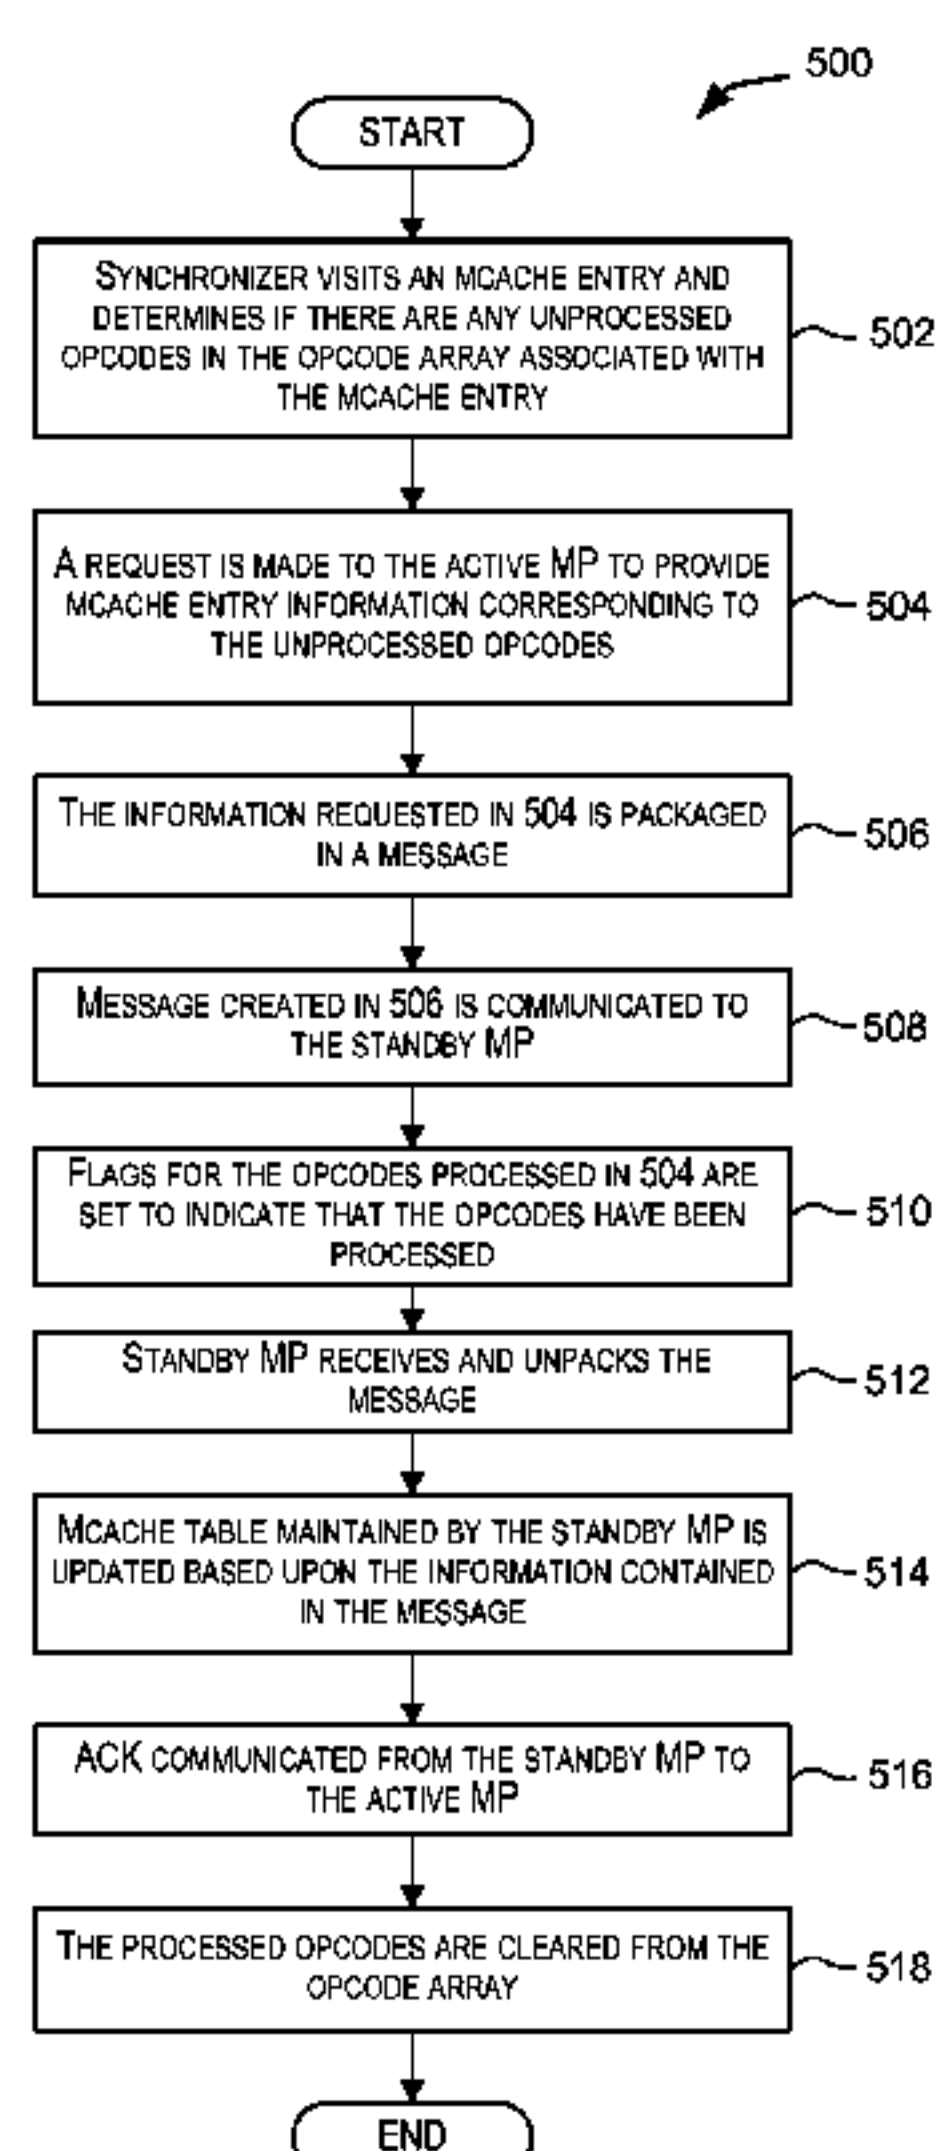 500
START
SYNCHRONIZER VISITS AN MCACHE ENTRY AND
DETERMINES IF THERE ARE ANY UNPROCESSED
OPCODES IN THE OPCODE ARRAY ASSOCIATED WITH
THE MCACHE ENTRY
502
A REQUEST IS MADE TO THE ACTIVE MP TO PROVIDE
MCACHE ENTRY INFORMATION CORRESPONDING TO
THE UNPROCESSED OPCODES
504
THE INFORMATION REQUESTED IN 504 IS PACKAGED
IN A MESSAGE
506
MESSAGE CREATED IN 506 IS COMMUNICATED TO
THE STANDBY MP
508
FLAGS FOR THE OPCODES PROCESSED IN 504 ARE
SET TO INDICATE THAT THE OPCODES HAVE BEEN
PROCESSED
510
STANDBY MP RECEIVES AND UNPACKS THE
MESSAGE
512
MCACHE TABLE MAINTAINED BY THE STANDBY MP IS
UPDATED BASED UPON THE INFORMATION CONTAINED
IN THE MESSAGE
514
ACK COMMUNICATED FROM THE STANDBY MP TO
THE ACTIVE MP
516
THE PROCESSED OPCODES ARE CLEARED FROM THE
OPCODE ARRAY
518
END